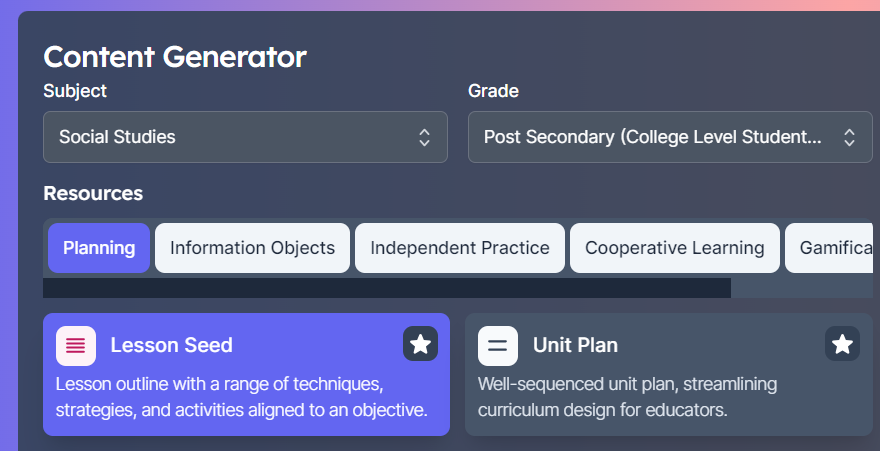 Content Generator
Subject
Grade
Social Studies
Post Secondary (College Level Student...
Resources
Planning
Information Objects
Independent Practice
Cooperative Learning
Gamifica
Lesson Seed
Lesson outline with a range of techniques,
strategies, and activities aligned to an objective.
Unit Plan
Well-sequenced unit plan, streamlining
curriculum design for educators.